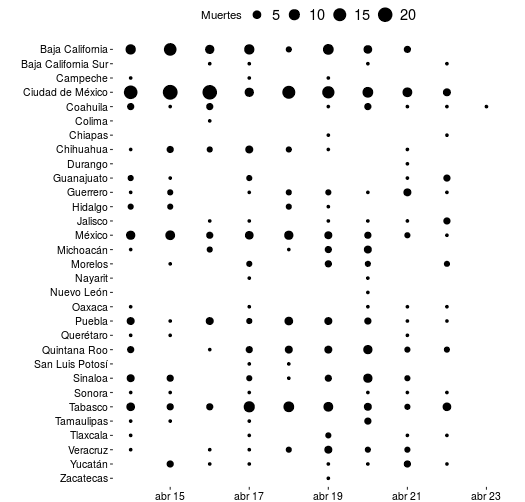 Muertes 5 10 15 20
Baja California
Baja California Sur
Campeche
Ciudad de México
Coahuila
Colima
Chiapas
Chihuahua
Durango
Guanajuato
Guerrero
Hidalgo
Jalisco
México
Michoacán
Morelos
Nayarit
Nuevo León
Oaxaca
Puebla
Querétaro
Quintana Roo
San Luis Potosí
Sinaloa
Sonora
Tabasco
Tamaulipas
Tlaxcala
Veracruz
Yucatán
Zacatecas
abr 15 abr 17 abr 19 abr 21 abr 23